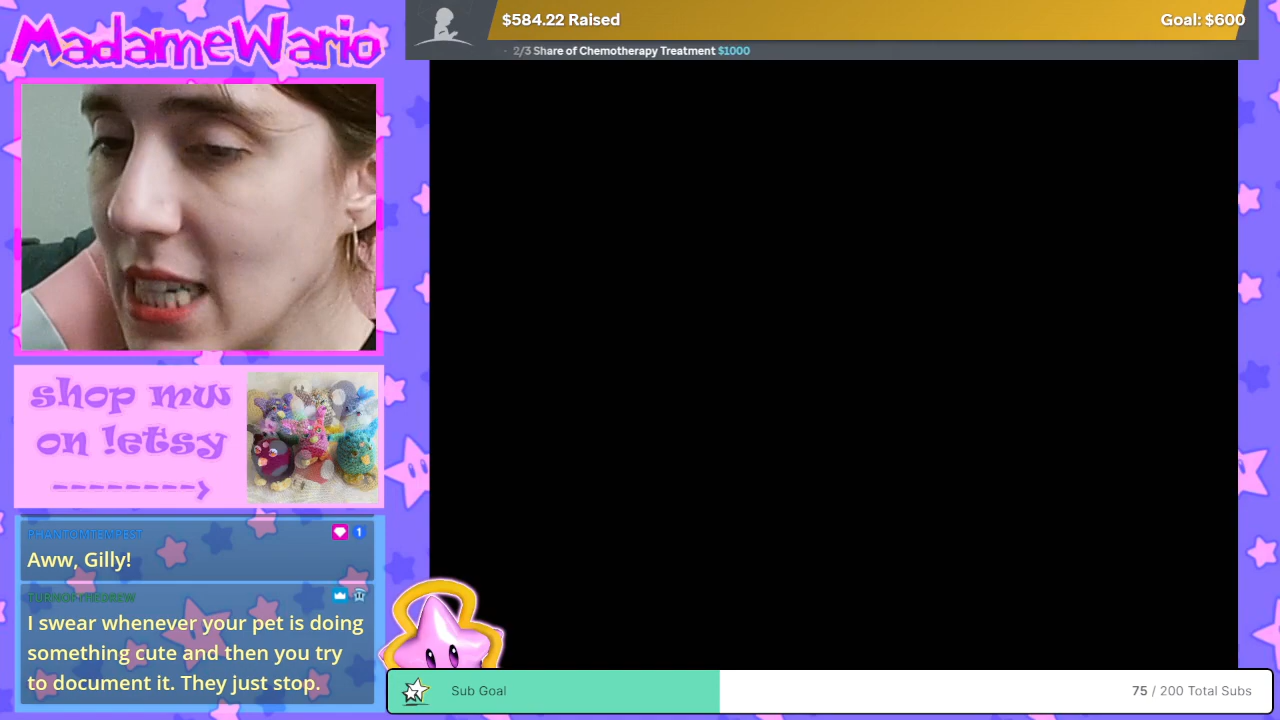 MadameWario
$584.22 Raised
Goal: $600
· 2/3 Share of Chemotherapy Treatment $1000
shop mw
on !etsy
--------->
PHANTOMTEMPEST
1
Aww, Gilly!
I swear whenever your pet is doing
something cute and then you try
to document it. They just stop.
Sub Goal
75 / 200 Total Subs